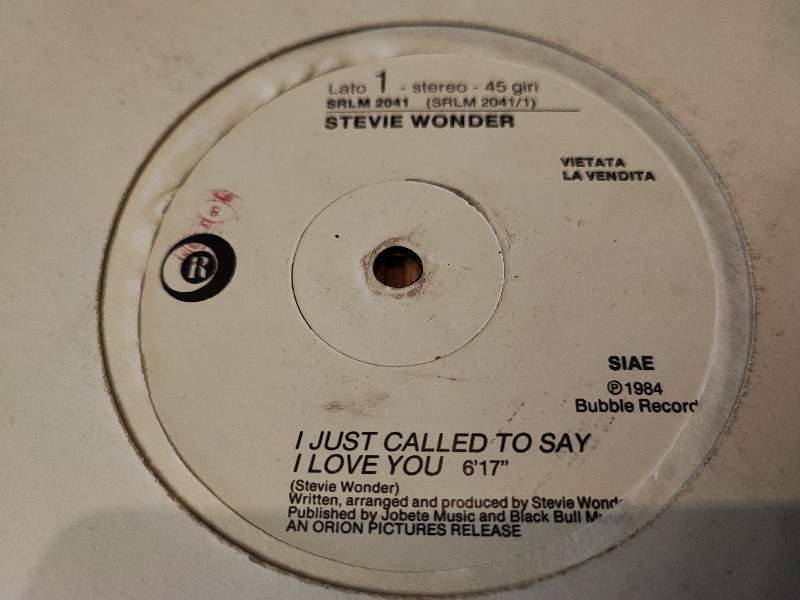 Lato 1 - stereo - 45 giri
SRLM 2041 (SRLM 2041/1)
STEVIE WONDER
VIETATA
LA VENDITA
R
SIAE
℗1984
Bubble Record
I JUST CALLED TO SAY
I LOVE YOU 6'17"
(Stevie Wonder)
Written, arranged and produced by Stevie Wond
Published by Jobete Music and Black Bull M
AN ORION PICTURES RELEASE